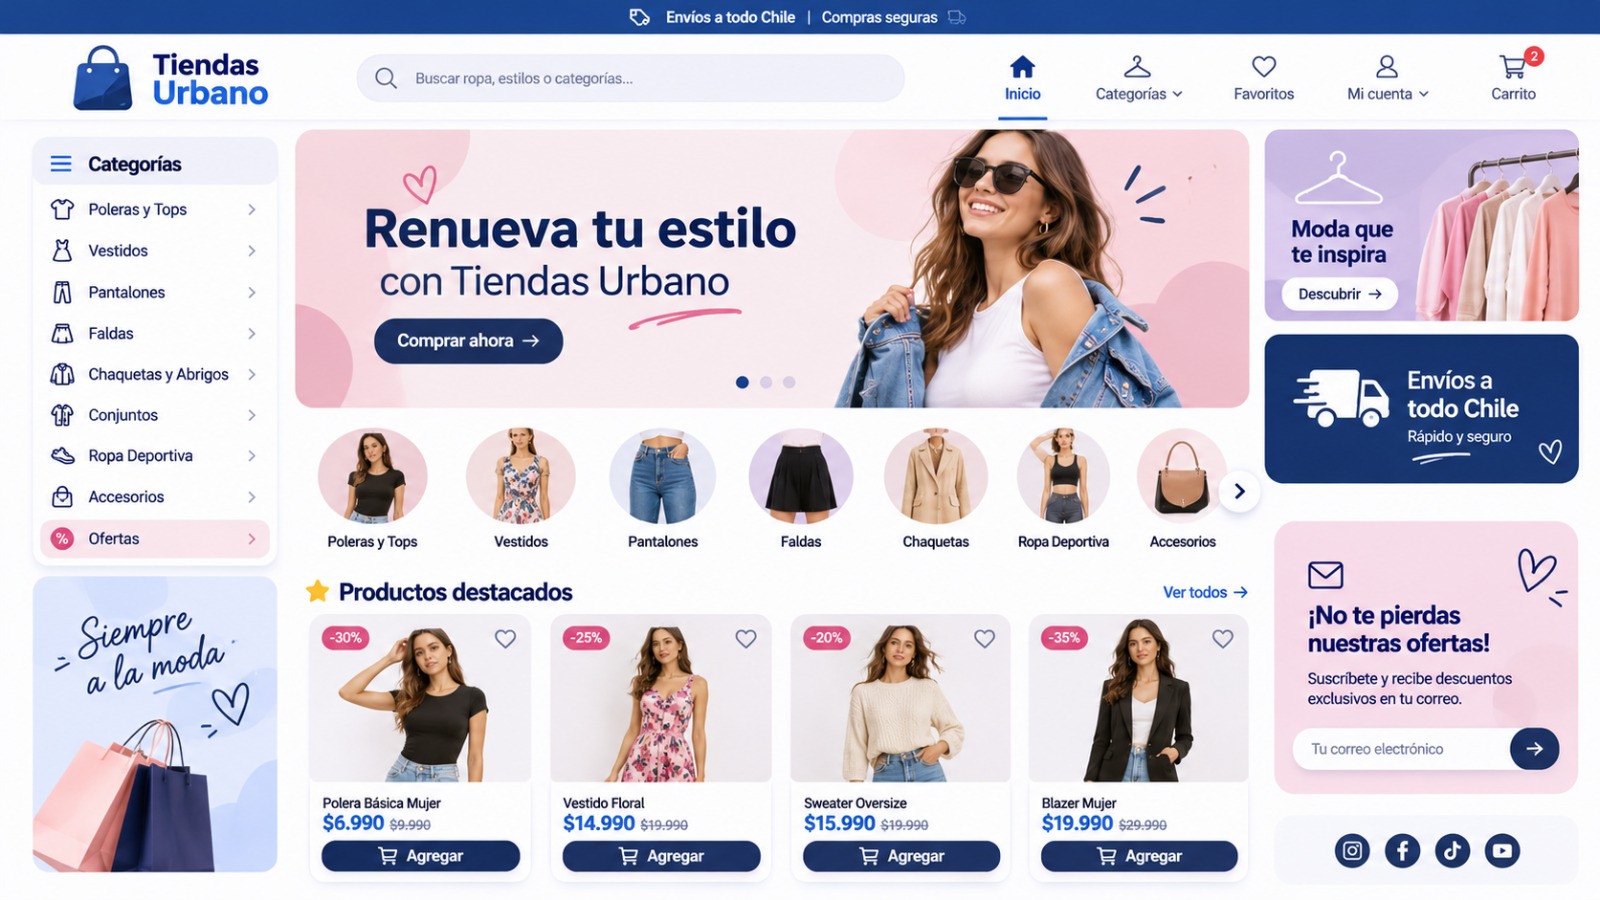 Envíos a todo Chile | Compras seguras
Tiendas
Urbano
Buscar ropa, estilos o categorías...
Inicio
Categorías
Favoritos
Mi cuenta
2
Carrito
Categorías
Poleras y Tops
Vestidos
Pantalones
Faldas
Chaquetas y Abrigos
Conjuntos
Ropa Deportiva
Accesorios
%
Ofertas
Siempre
a la moda
Renueva tu estilo
con Tiendas Urbano
Comprar ahora →
Poleras y Tops
Vestidos
Pantalones
Faldas
Chaquetas
Ropa Deportiva
Accesorios
Productos destacados
Ver todos →
-30%
Polera Básica Mujer
$6.990 $9.990
Agregar
-25%
Vestido Floral
$14.990 $19.990
Agregar
-20%
Sweater Oversize
$15.990 $19.990
Agregar
-35%
Blazer Mujer
$19.990 $29.990
Agregar
Moda que
te inspira
Descubrir →
Envíos a
todo Chile
Rápido y seguro
¡No te pierdas
nuestras ofertas!
Suscríbete y recibe descuentos
exclusivos en tu correo.
Tu correo electrónico